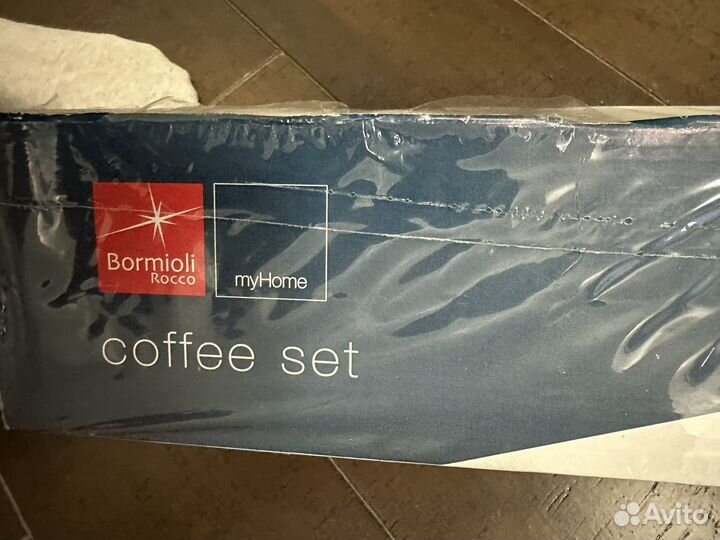 Bormioli
Rocco
myHome
coffee set
Avito